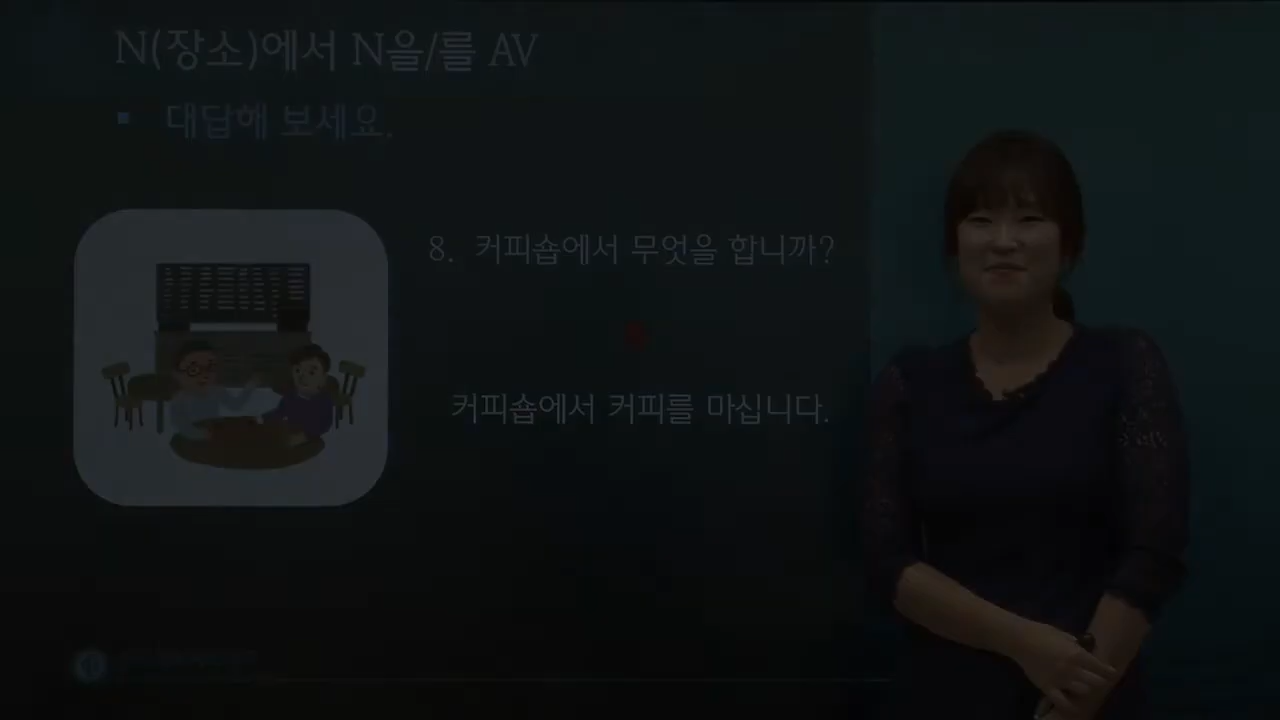 N(장소)에서 N을/를 AV
▪ 대답해 보세요.
8. 커피숍에서 무엇을 합니까?
커피숍에서 커피를 마십니다.